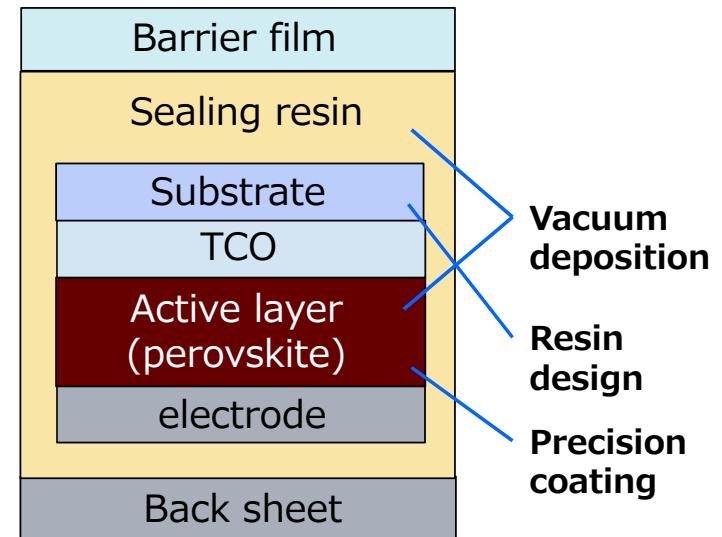 Barrier film
Sealing resin
Substrate
TCO
Active layer
(perovskite)
electrode
Back sheet
Vacuum
deposition
Resin
design
Precision
coating